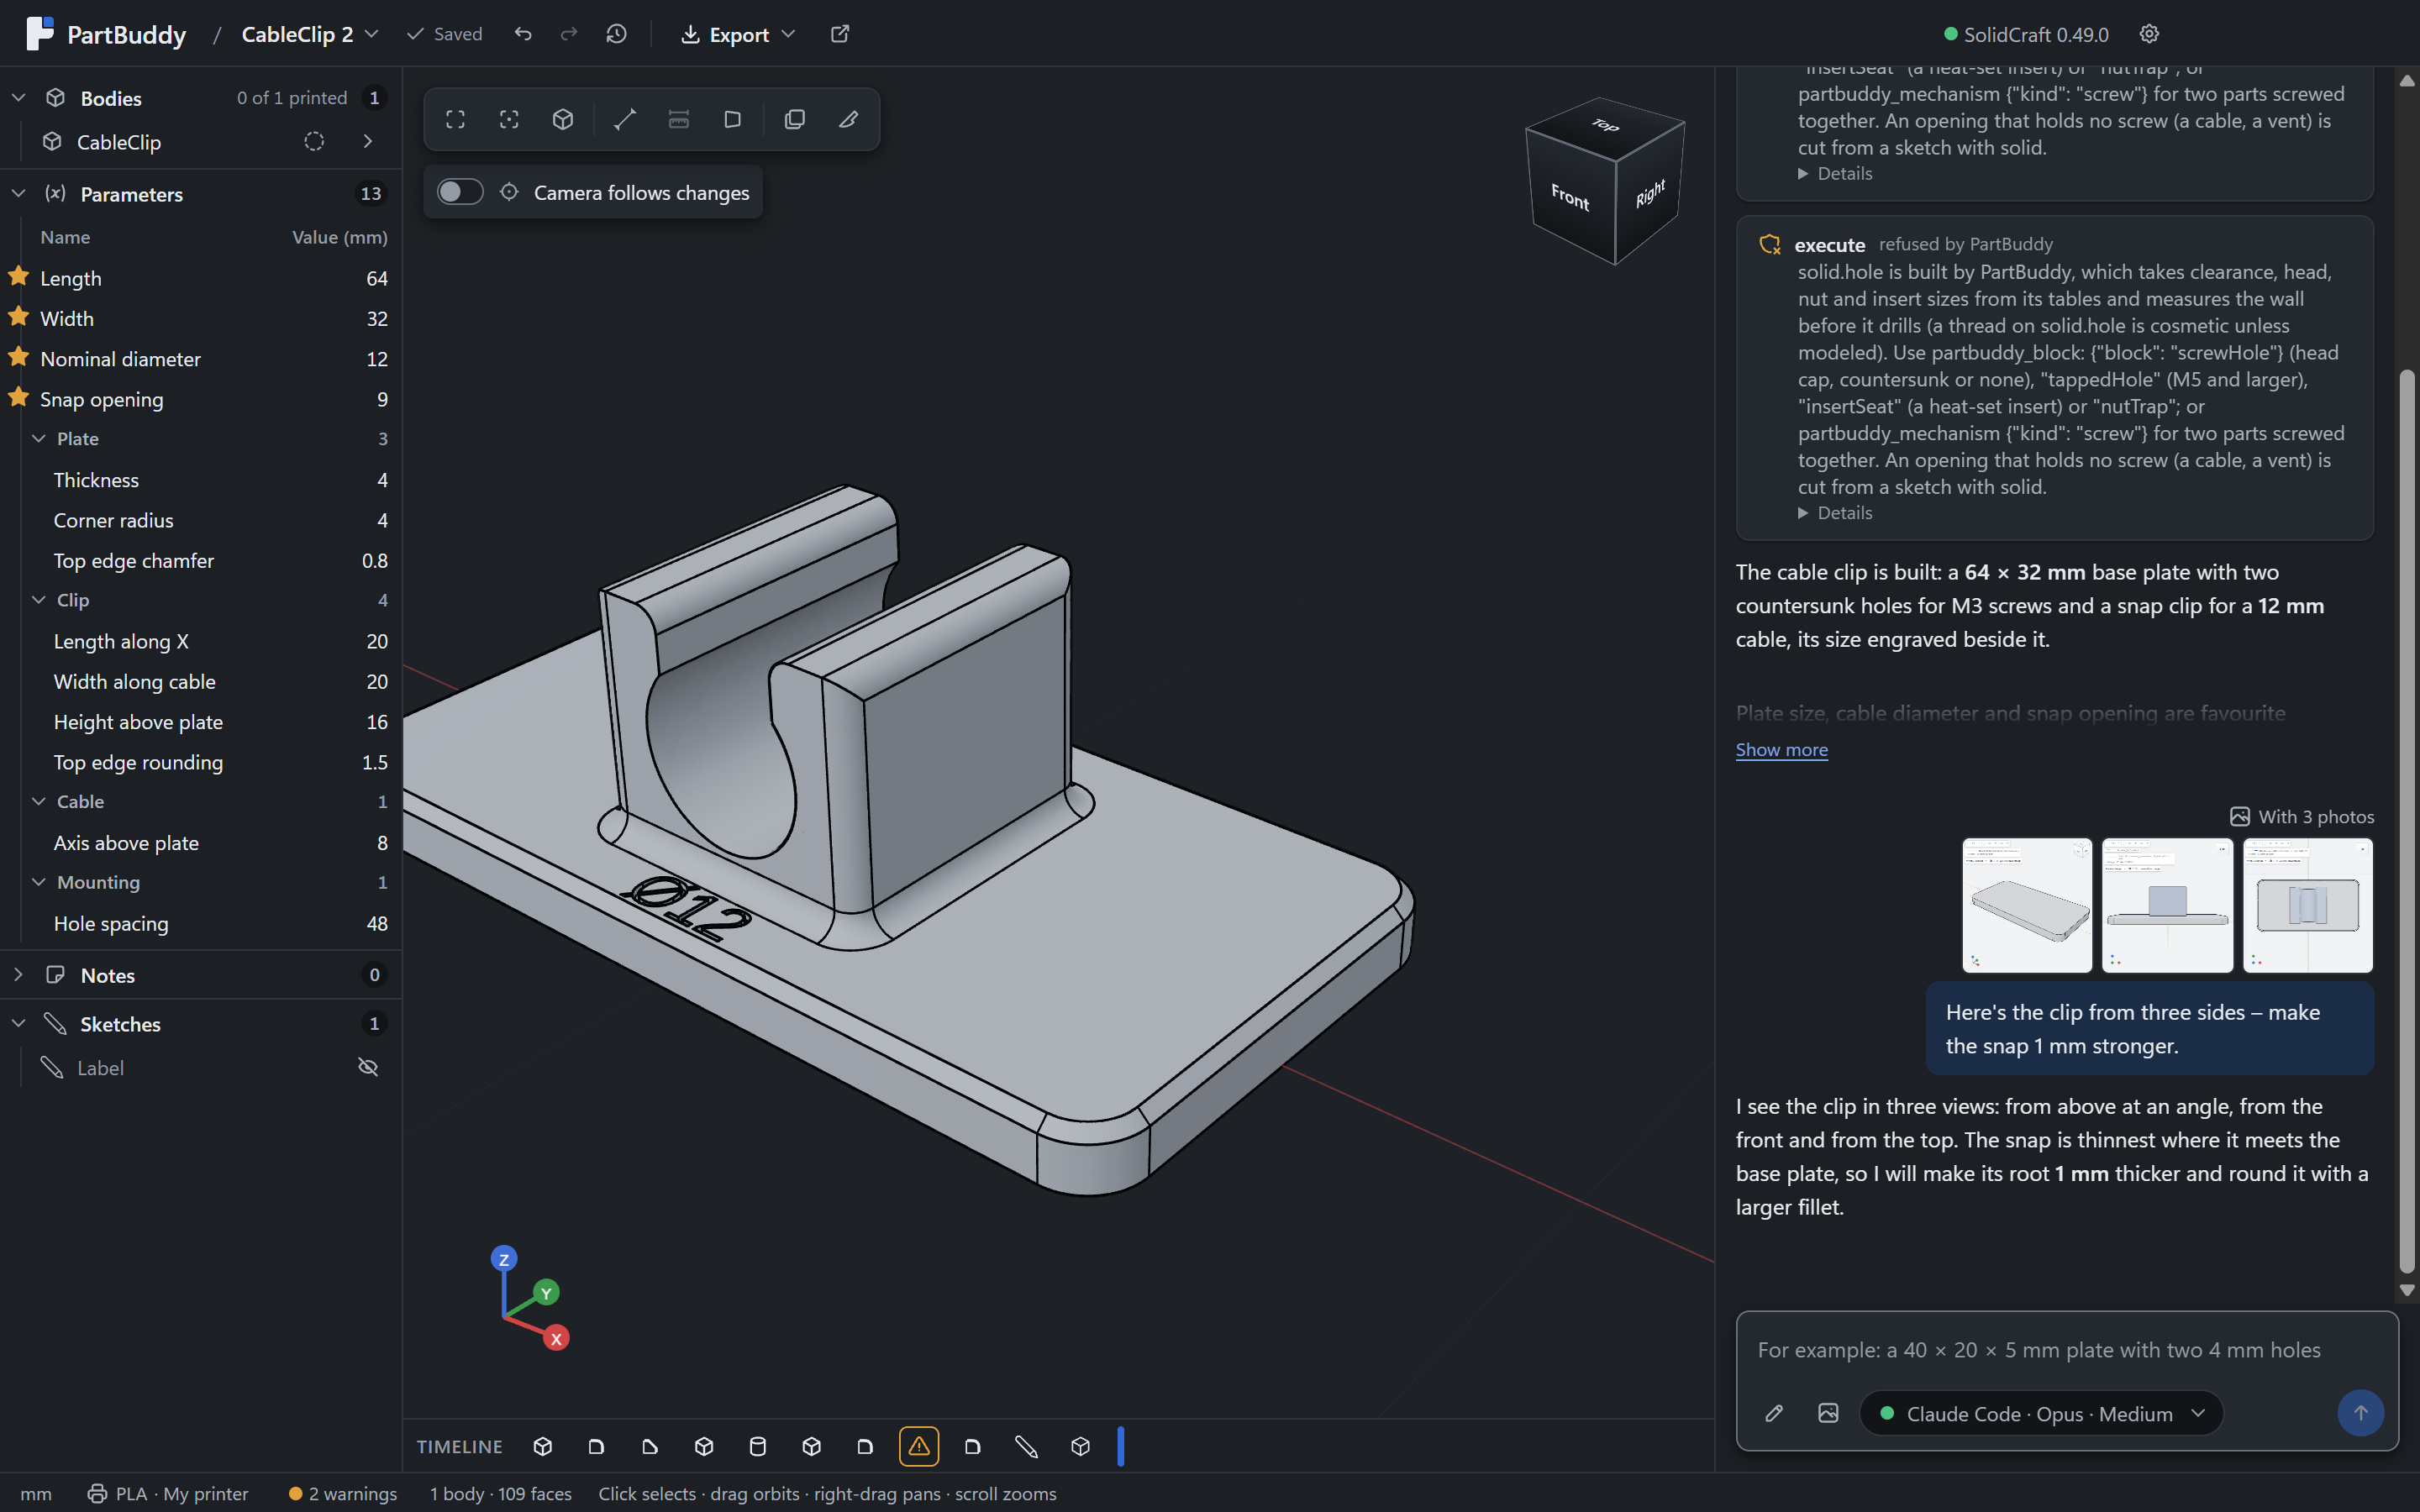 PartBuddy / CableClip 2 Saved Export SolidCraft 0.49.0
Bodies 0 of 1 printed 1
CableClip
Parameters 13
Name Value (mm)
Length 64
Width 32
Nominal diameter 12
Snap opening 9
Plate 3
Thickness 4
Corner radius 4
Top edge chamfer 0.8
Clip 4
Length along X 20
Width along cable 20
Height above plate 16
Top edge rounding 1.5
Cable 1
Axis above plate 8
Mounting 1
Hole spacing 48
Notes 0
Sketches 1
Label
Camera follows changes
Top
Front
Right
Ø12
Z
Y
X
TIMELINE
"insertSeat" (a heat-set insert) or "nutTrap"; or
partbuddy_mechanism {"kind": "screw"} for two parts screwed
together. An opening that holds no screw (a cable, a vent) is
cut from a sketch with solid.
Details
execute refused by PartBuddy
solid.hole is built by PartBuddy, which takes clearance, head,
nut and insert sizes from its tables and measures the wall
before it drills (a thread on solid.hole is cosmetic unless
modeled). Use partbuddy_block: {"block": "screwHole"} (head
cap, countersunk or none), "tappedHole" (M5 and larger),
"insertSeat" (a heat-set insert) or "nutTrap"; or
partbuddy_mechanism {"kind": "screw"} for two parts screwed
together. An opening that holds no screw (a cable, a vent) is
cut from a sketch with solid.
Details
The cable clip is built: a 64 × 32 mm base plate with two
countersunk holes for M3 screws and a snap clip for a 12 mm
cable, its size engraved beside it.
Plate size, cable diameter and snap opening are favourite
Show more
With 3 photos
Here's the clip from three sides – make
the snap 1 mm stronger.
I see the clip in three views: from above at an angle, from the
front and from the top. The snap is thinnest where it meets the
base plate, so I will make its root 1 mm thicker and round it with a
larger fillet.
For example: a 40 × 20 × 5 mm plate with two 4 mm holes
Claude Code · Opus · Medium
mm PLA · My printer 2 warnings 1 body · 109 faces Click selects · drag orbits · right-drag pans · scroll zooms